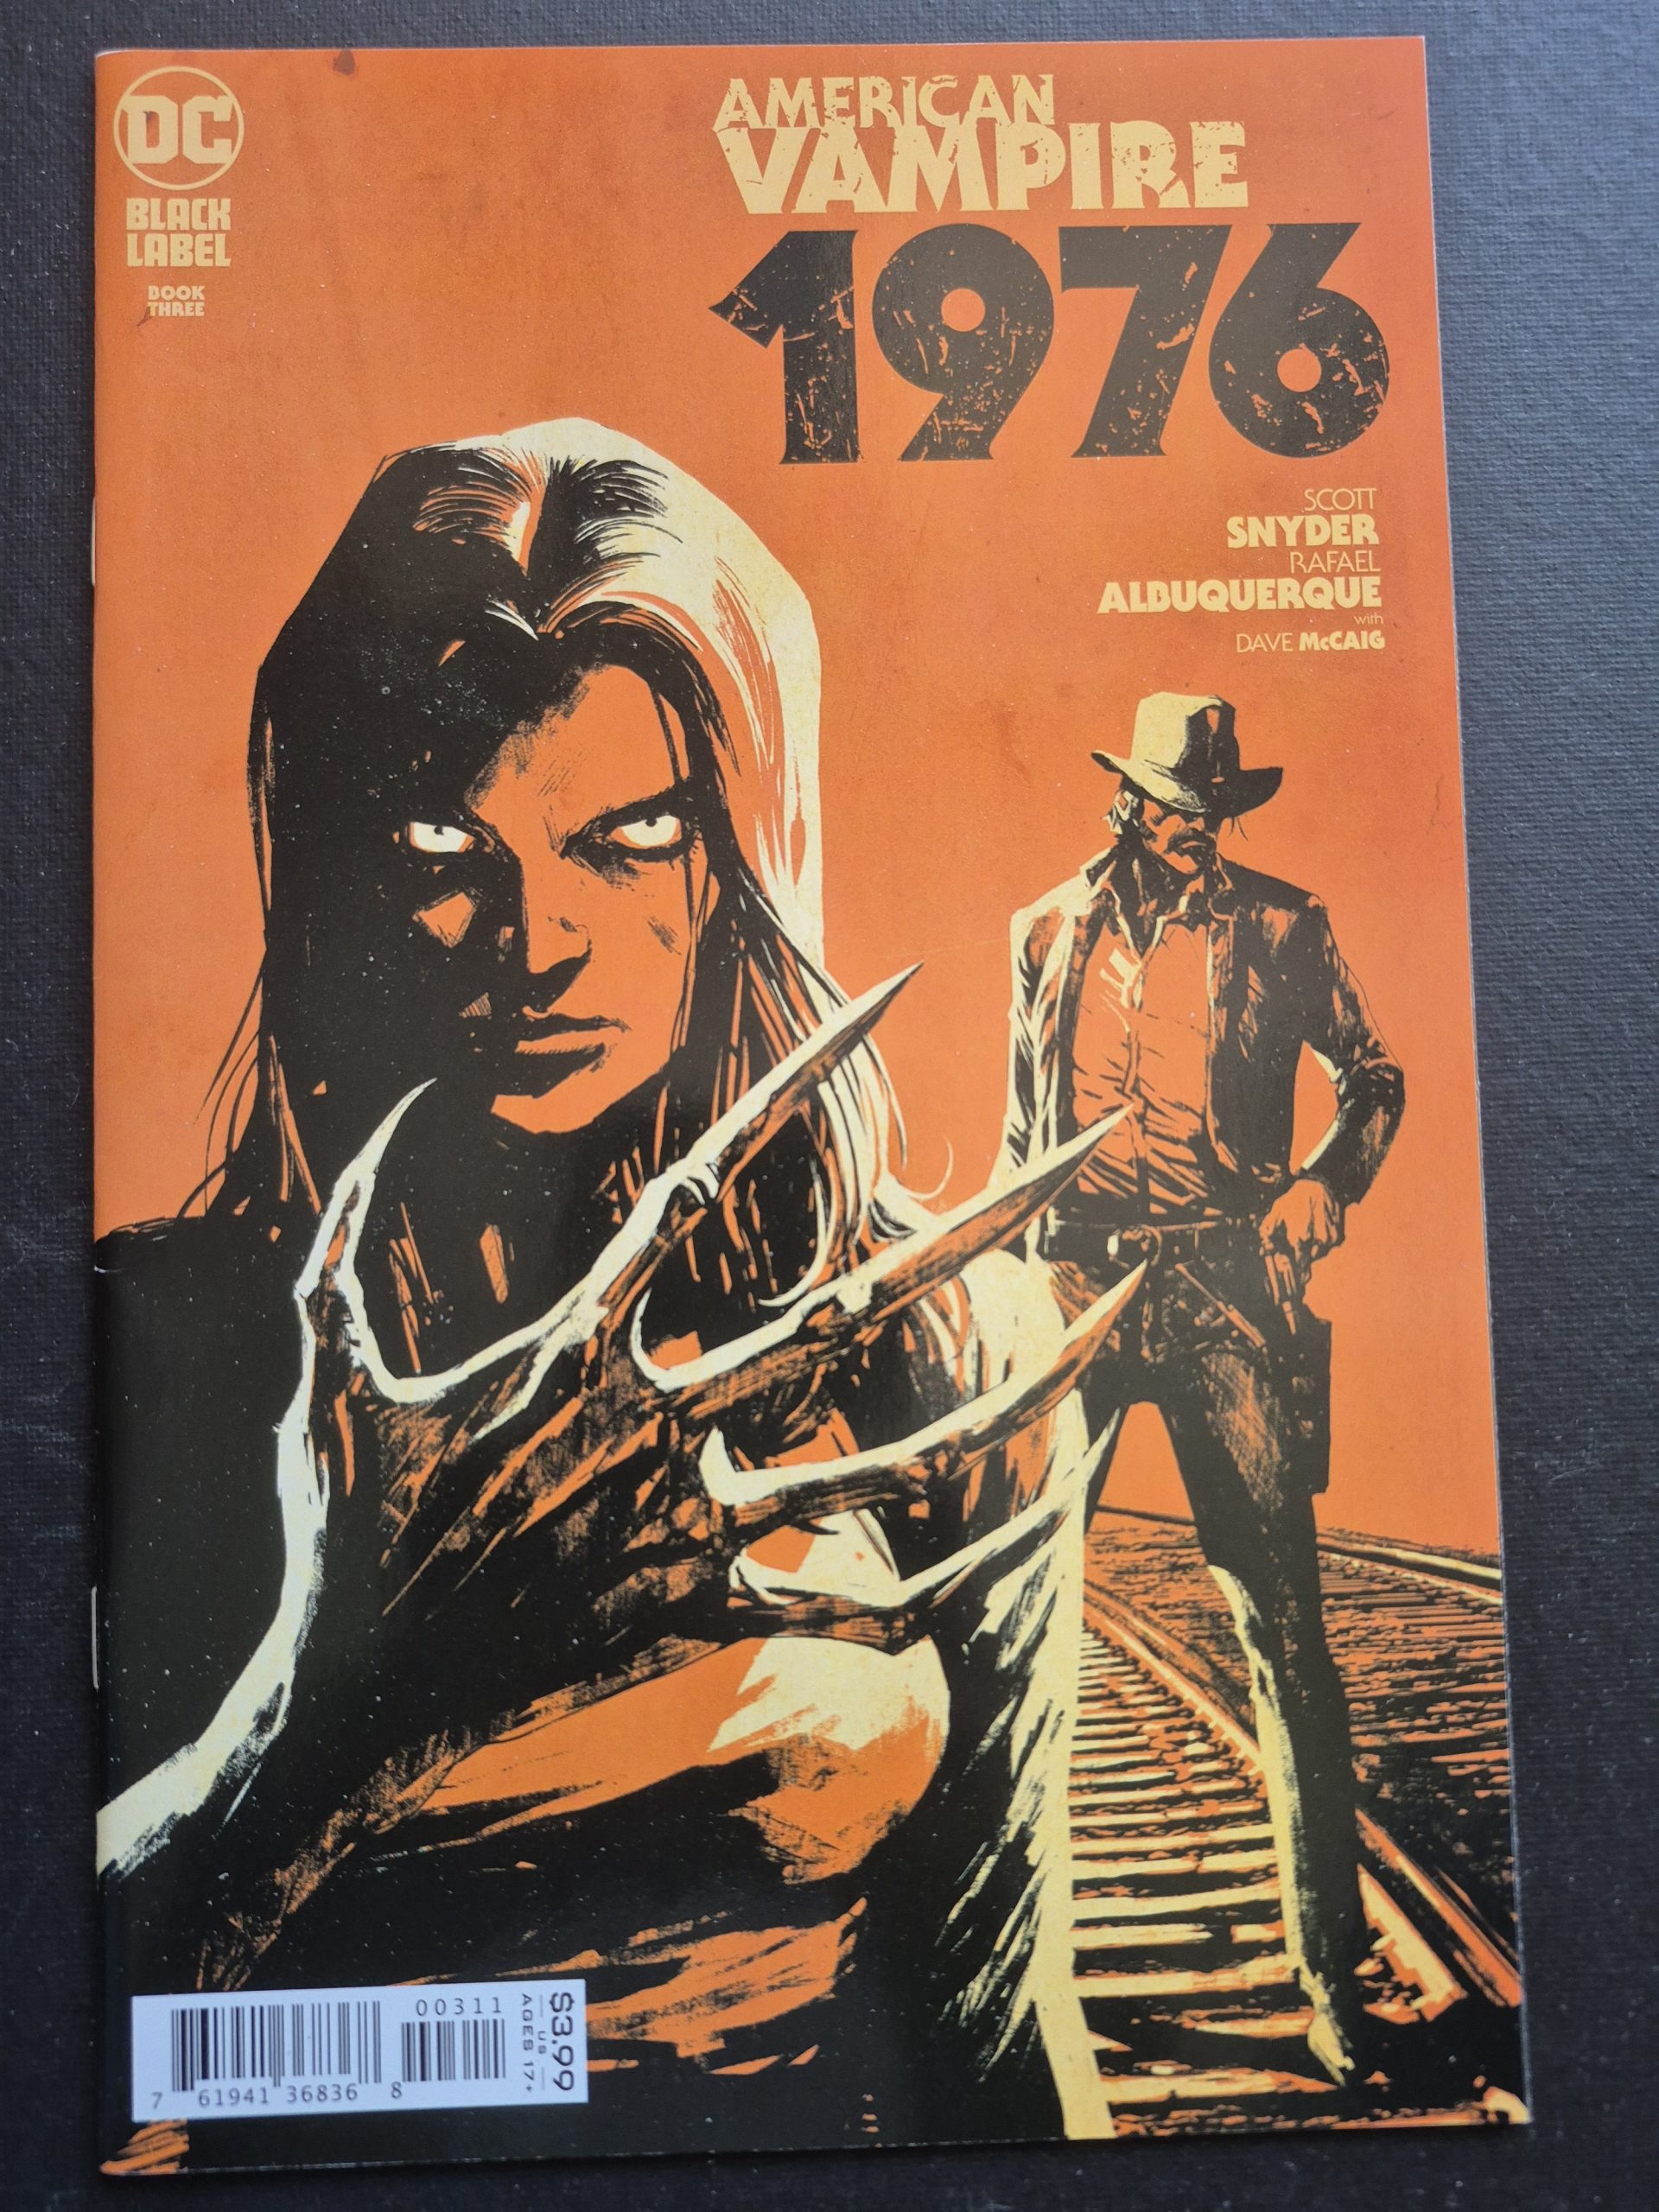 DC
BLACK
LABEL
BOOK
THREE
AMERICAN
VAMPIRE
1976
SCOTT
SNYDER
RAFAEL
ALBUQUERQUE
with
DAVE McCAIG
00311
7 61941 36836 8
$3.99
US
AGES 17+